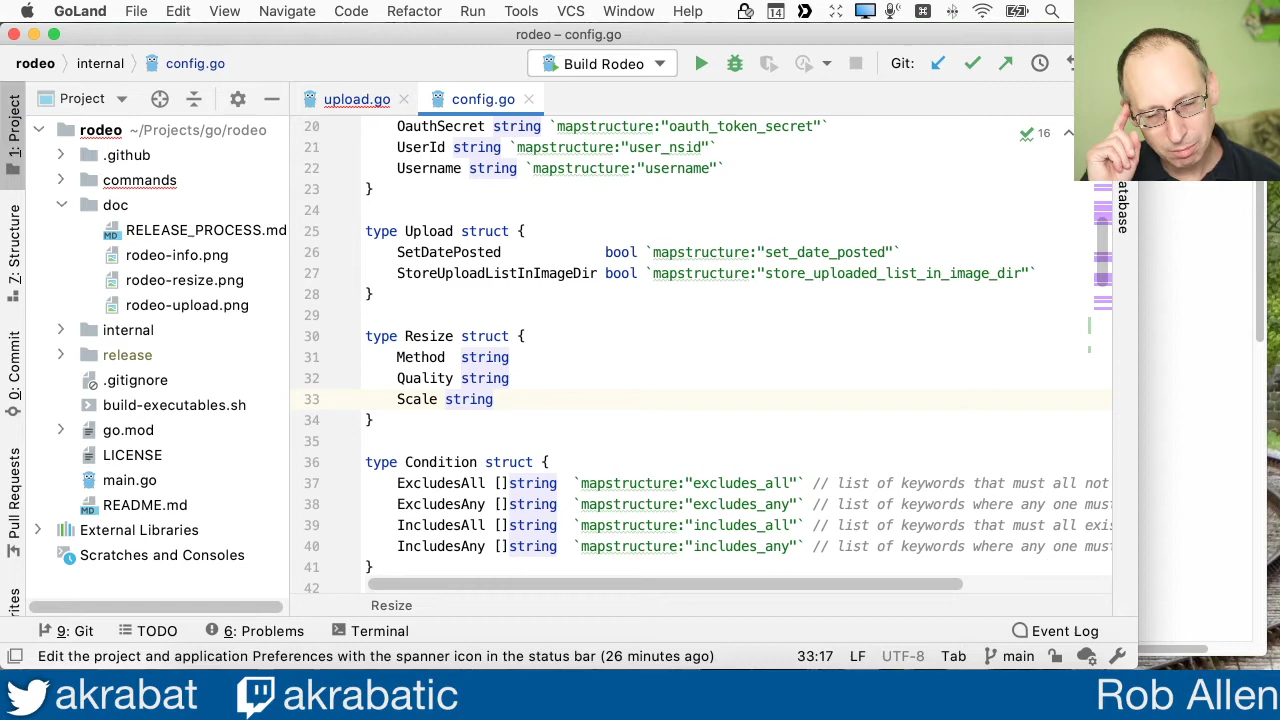 GoLand File Edit View Navigate Code Refactor Run Tools VCS Window Help 14
rodeo – config.go
rodeo internal config.go Build Rodeo Git:
Project upload.go config.go
1: Project
Z: Structure
0: Commit
Pull Requests
rites
rodeo ~/Projects/go/rodeo
.github
commands
doc
RELEASE_PROCESS.md
rodeo-info.png
rodeo-resize.png
rodeo-upload.png
internal
release
.gitignore
build-executables.sh
go.mod
LICENSE
main.go
README.md
External Libraries
Scratches and Consoles
20 OauthSecret string `mapstructure:"oauth_token_secret"`
21 UserId string `mapstructure:"user_nsid"`
22 Username string `mapstructure:"username"`
23 }
24
25 type Upload struct {
26 SetDatePosted bool `mapstructure:"set_date_posted"`
27 StoreUploadListInImageDir bool `mapstructure:"store_uploaded_list_in_image_dir"`
28 }
29
30 type Resize struct {
31 Method string
32 Quality string
33 Scale string
34 }
35
36 type Condition struct {
37 ExcludesAll []string `mapstructure:"excludes_all"` // list of keywords that must all not
38 ExcludesAny []string `mapstructure:"excludes_any"` // list of keywords where any one must
39 IncludesAll []string `mapstructure:"includes_all"` // list of keywords that must all exis
40 IncludesAny []string `mapstructure:"includes_any"` // list of keywords where any one must
41 }
42
16
atabase
Resize
9: Git TODO 6: Problems Terminal Event Log
Edit the project and application Preferences with the spanner icon in the status bar (26 minutes ago) 33:17 LF UTF-8 Tab main
akrabat akrabatic Rob Allen